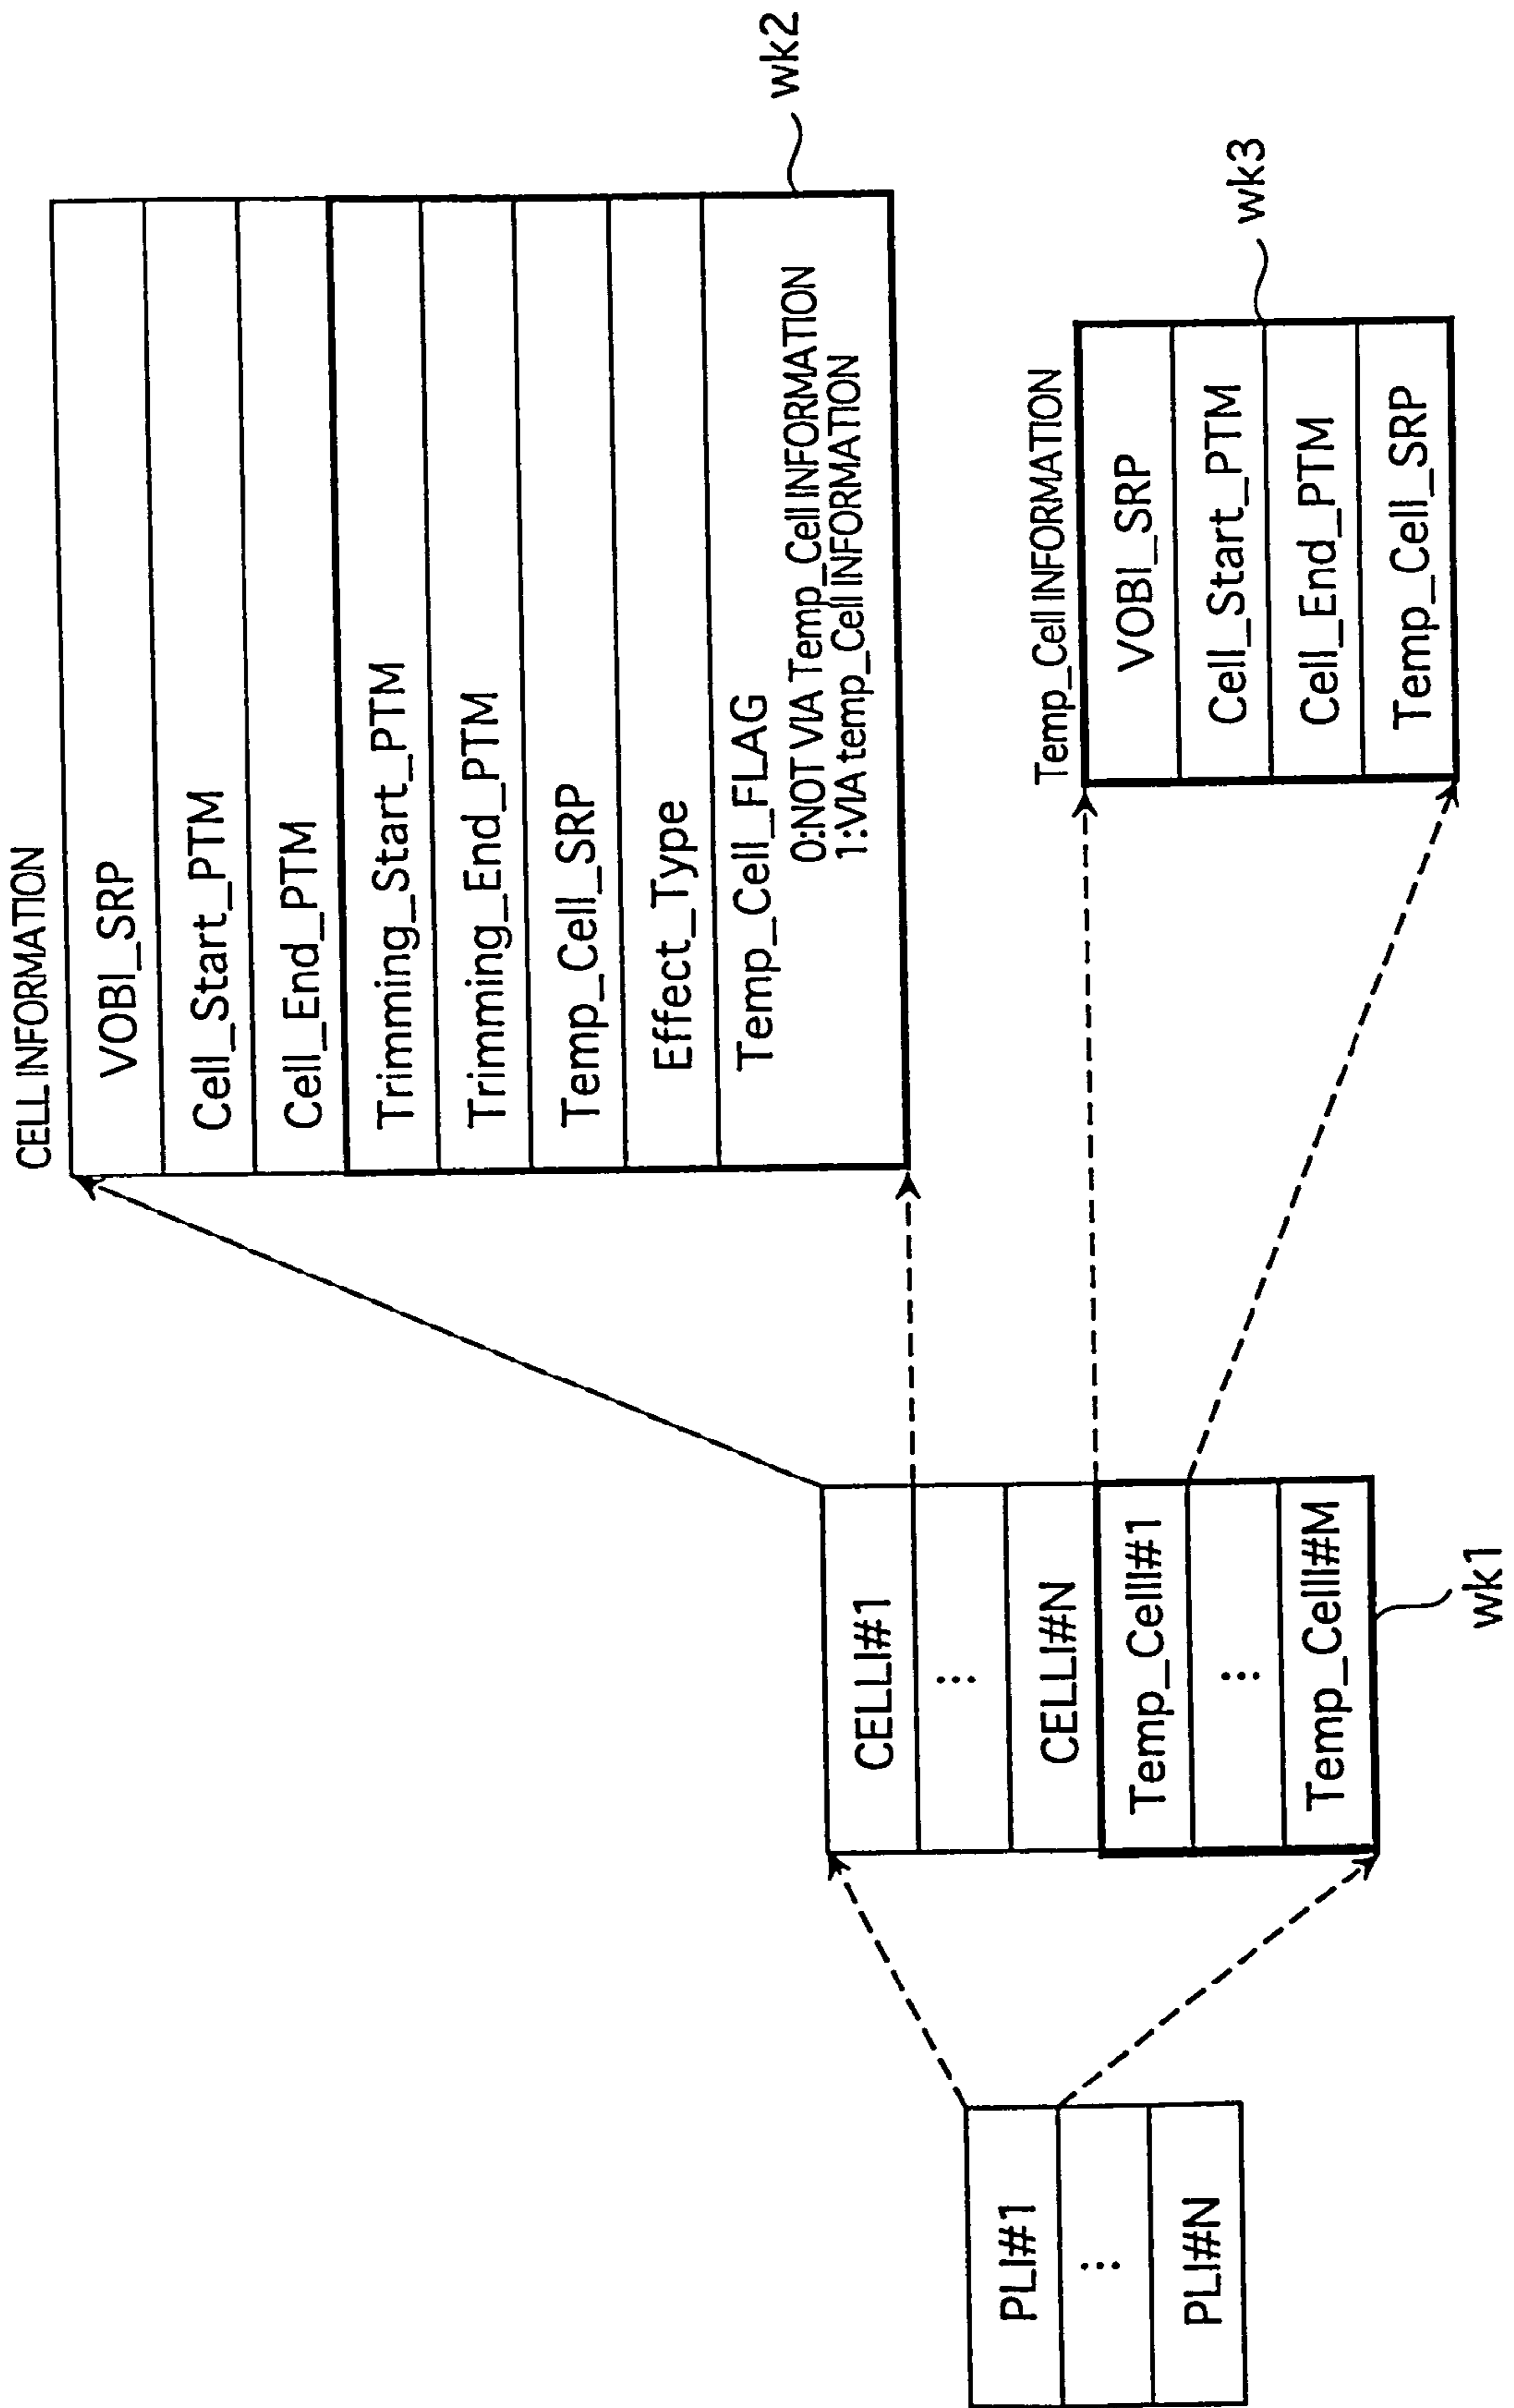 PLI#1
⋮
PLI#N
CELLI#1
⋮
CELLI#N
Temp_CellI#1
⋮
Temp_CellI#M
wk1
CELL INFORMATION
VOBI_SRP
Cell_Start_PTM
Cell_End_PTM
Trimming_Start_PTM
Trimming_End_PTM
Temp_Cell_SRP
Effect_Type
Temp_Cell_FLAG
0:NOT VIA Temp_Cell INFORMATION
1:VIA temp_Cell INFORMATION
wk2
Temp_Cell INFORMATION
VOBI_SRP
Cell_Start_PTM
Cell_End_PTM
Temp_Cell_SRP
wk3